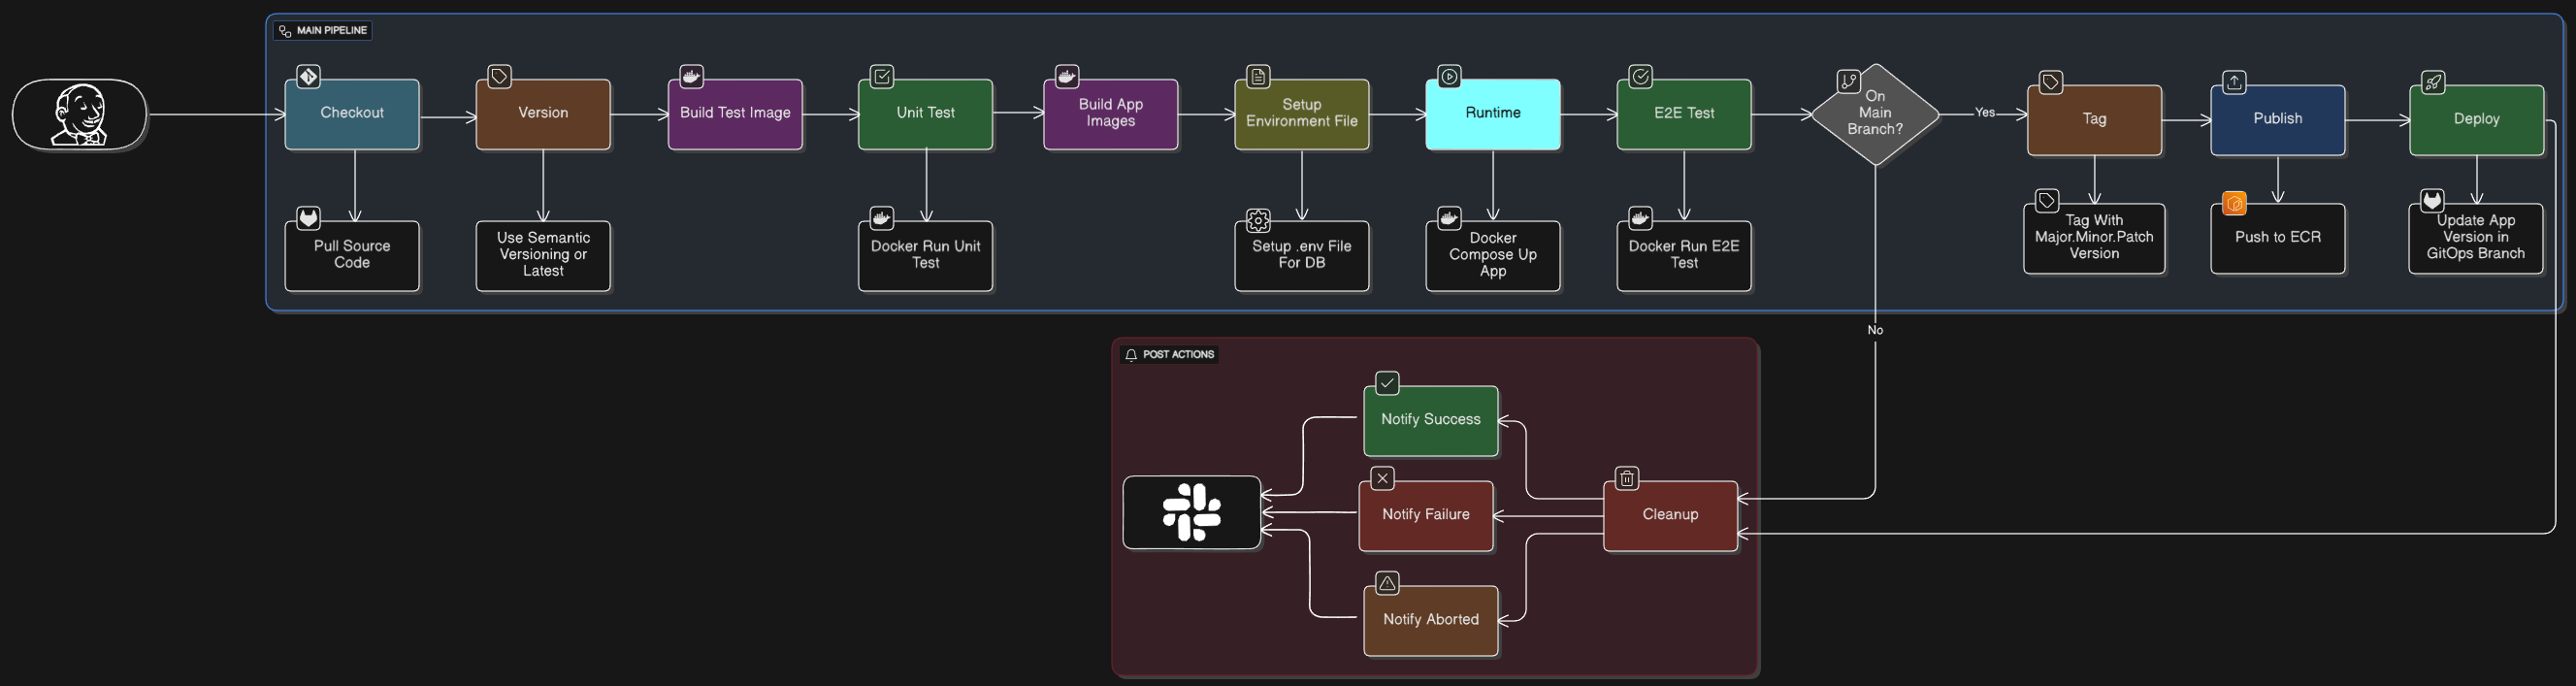 MAIN PIPELINE
Checkout
Version
Build Test Image
Unit Test
Build App
Images
Setup
Environment File
Runtime
E2E Test
On
Main
Branch?
Yes
Tag
Publish
Deploy
Pull Source
Code
Use Semantic
Versioning or
Latest
Docker Run Unit
Test
Setup .env File
For DB
Docker
Compose Up
App
Docker Run E2E
Test
Tag With
Major.Minor.Patch
Version
Push to ECR
Update App
Version in
GitOps Branch
No
POST ACTIONS
Notify Success
Notify Failure
Cleanup
Notify Aborted